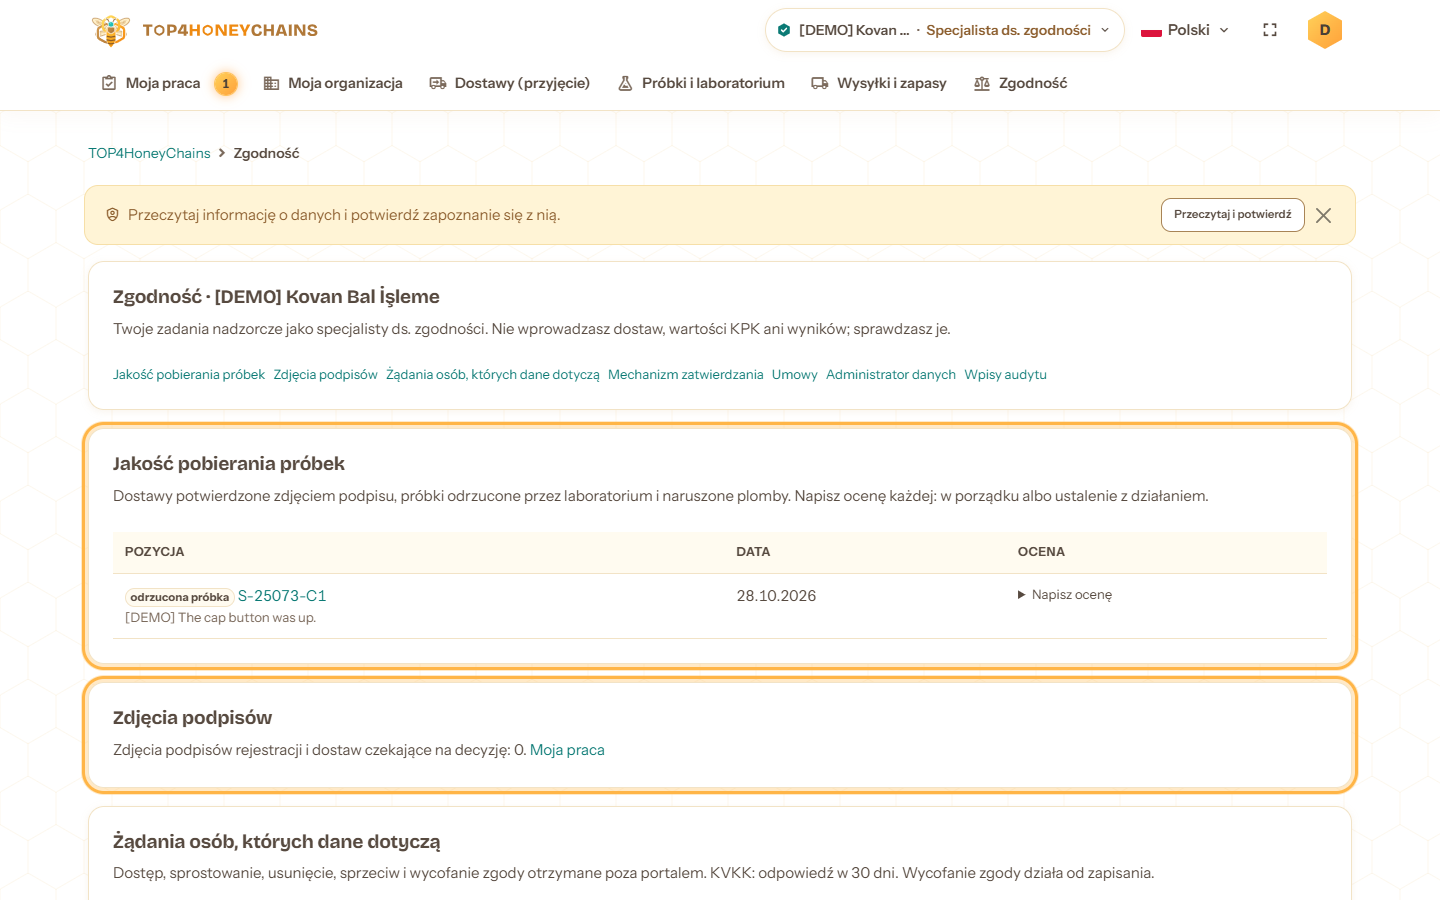 TOP4HONEYCHAINS
[DEMO] Kovan ... · Specjalista ds. zgodności
Polski
D
Moja praca 1
Moja organizacja
Dostawy (przyjęcie)
Próbki i laboratorium
Wysyłki i zapasy
Zgodność
TOP4HoneyChains > Zgodność
Przeczytaj informację o danych i potwierdź zapoznanie się z nią.
Przeczytaj i potwierdź
Zgodność · [DEMO] Kovan Bal İşleme
Twoje zadania nadzorcze jako specjalisty ds. zgodności. Nie wprowadzasz dostaw, wartości KPK ani wyników; sprawdzasz je.
Jakość pobierania próbek Zdjęcia podpisów Żądania osób, których dane dotyczą Mechanizm zatwierdzania Umowy Administrator danych Wpisy audytu
Jakość pobierania próbek
Dostawy potwierdzone zdjęciem podpisu, próbki odrzucone przez laboratorium i naruszone plomby. Napisz ocenę każdej: w porządku albo ustalenie z działaniem.
POZYCJA DATA OCENA
odrzucona próbka S-25073-C1 28.10.2026 Napisz ocenę
[DEMO] The cap button was up.
Zdjęcia podpisów
Zdjęcia podpisów rejestracji i dostaw czekające na decyzję: 0. Moja praca
Żądania osób, których dane dotyczą
Dostęp, sprostowanie, usunięcie, sprzeciw i wycofanie zgody otrzymane poza portalem. KVKK: odpowiedź w 30 dni. Wycofanie zgody działa od zapisania.